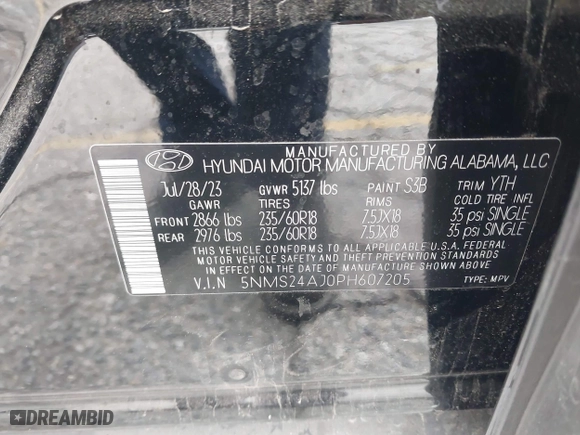 MANUFACTURED BY
HYUNDAI MOTOR MANUFACTURING ALABAMA, LLC
Jul/28/23 GVWR 5137 lbs PAINT S3B TRIM YTH
GAWR TIRES RIMS COLD TIRE INFL
FRONT 2866 lbs 235/60R18 7.5JX18 35 psi SINGLE
REAR 2976 lbs 235/60R18 7.5JX18 35 psi SINGLE
THIS VEHICLE CONFORMS TO ALL APPLICABLE U.S.A. FEDERAL
MOTOR VEHICLE SAFETY AND THEFT PREVENTION STANDARDS
IN EFFECT ON THE DATE OF MANUFACTURE SHOWN ABOVE.
V.I.N 5NMS24AJ0PH607205 TYPE: MPV
DREAMBID